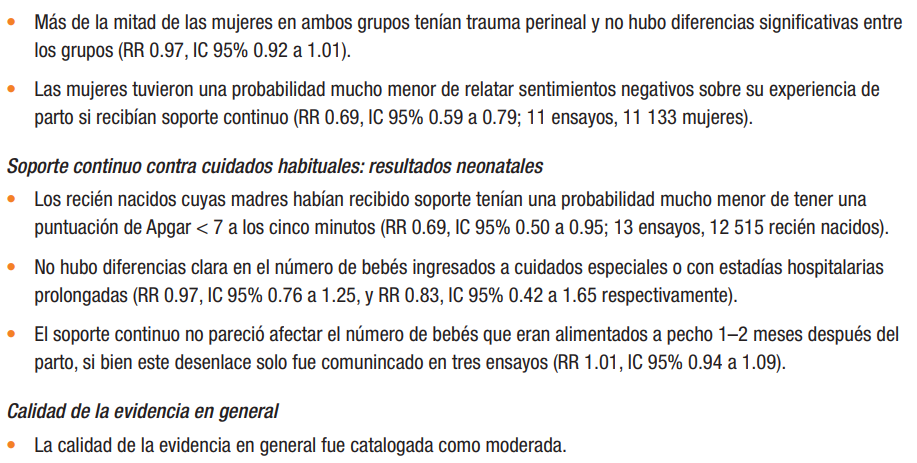 • Más de la mitad de las mujeres en ambos grupos tenían trauma perineal y no hubo diferencias significativas entre
los grupos (RR 0.97, IC 95% 0.92 a 1.01).
• Las mujeres tuvieron una probabilidad mucho menor de relatar sentimientos negativos sobre su experiencia de
parto si recibían soporte continuo (RR 0.69, IC 95% 0.59 a 0.79; 11 ensayos, 11 133 mujeres).
Soporte continuo contra cuidados habituales: resultados neonatales
• Los recién nacidos cuyas madres habían recibido soporte tenían una probabilidad mucho menor de tener una
puntuación de Apgar < 7 a los cinco minutos (RR 0.69, IC 95% 0.50 a 0.95; 13 ensayos, 12 515 recién nacidos).
• No hubo diferencias clara en el número de bebés ingresados a cuidados especiales o con estadías hospitalarias
prolongadas (RR 0.97, IC 95% 0.76 a 1.25, y RR 0.83, IC 95% 0.42 a 1.65 respectivamente).
• El soporte continuo no pareció afectar el número de bebés que eran alimentados a pecho 1–2 meses después del
parto, si bien este desenlace solo fue comunincado en tres ensayos (RR 1.01, IC 95% 0.94 a 1.09).
Calidad de la evidencia en general
• La calidad de la evidencia en general fue catalogada como moderada.